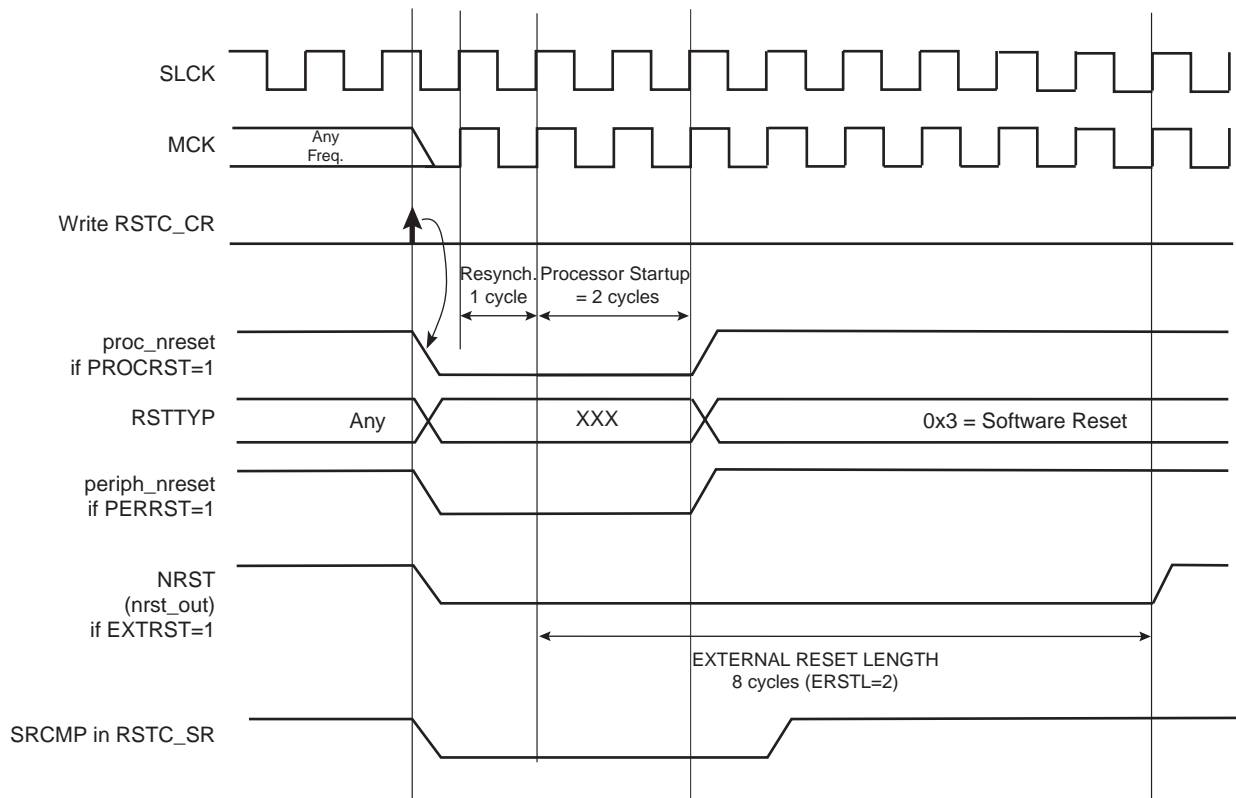 SLCK
MCK
Any
Freq.
Write RSTC_CR
Resynch.
1 cycle
Processor Startup
= 2 cycles
proc_nreset
if PROCRST=1
RSTTYP
Any
XXX
0x3 = Software Reset
periph_nreset
if PERRST=1
NRST
(nrst_out)
if EXTRST=1
EXTERNAL RESET LENGTH
8 cycles (ERSTL=2)
SRCMP in RSTC_SR